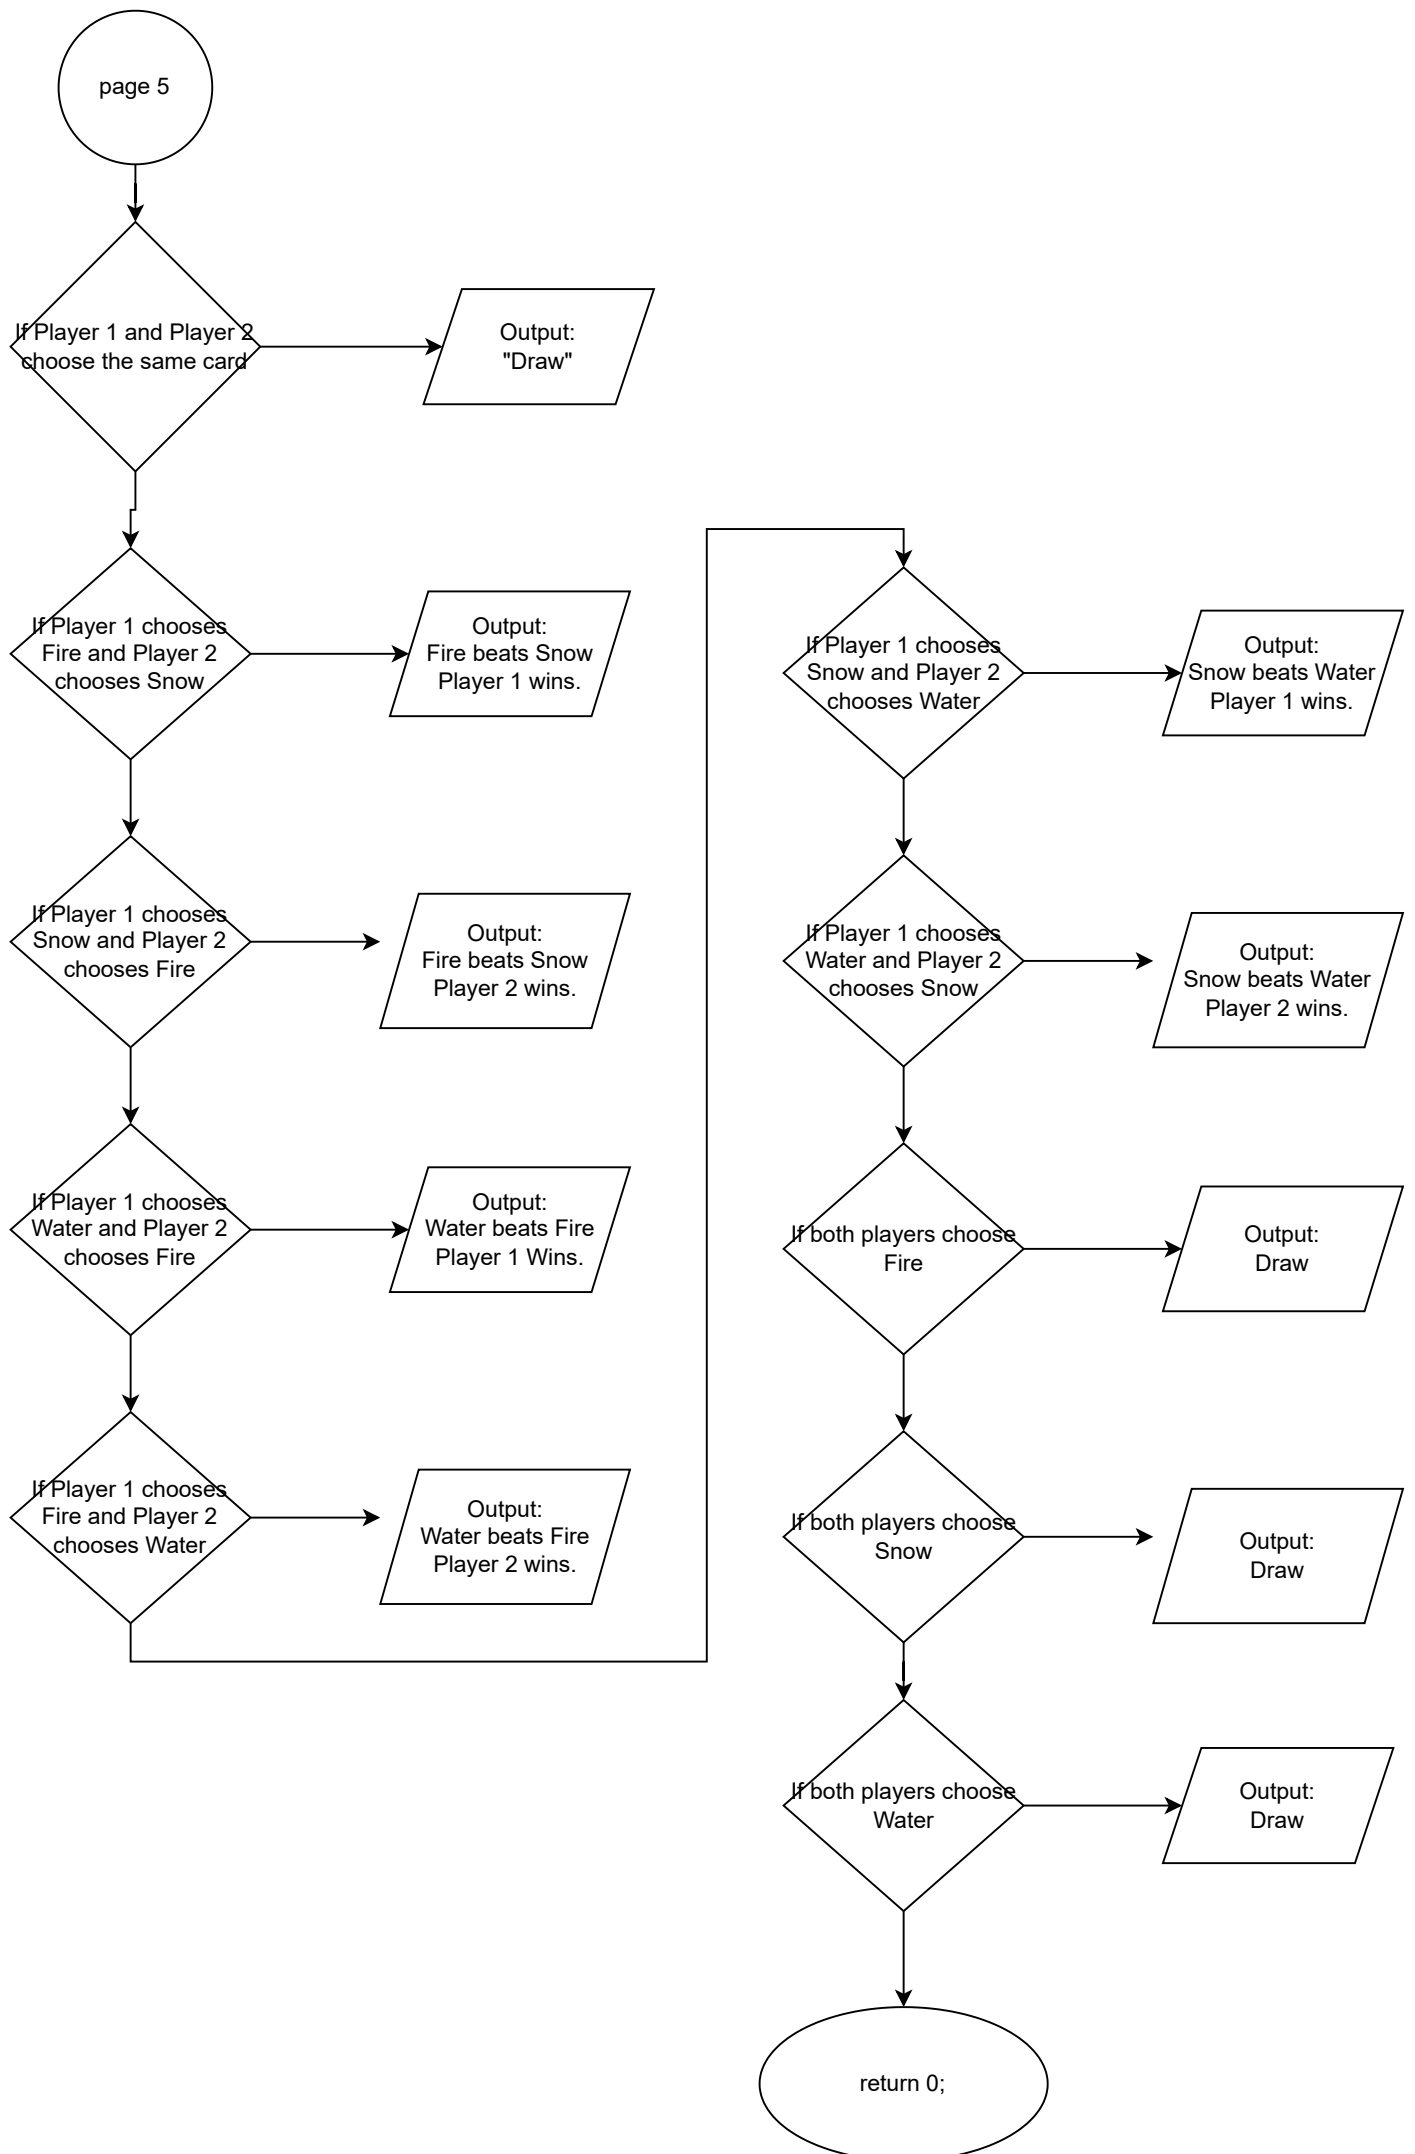 page 5
If Player 1 and Player 2
choose the same card
Output:
"Draw"
If Player 1 chooses
Fire and Player 2
chooses Snow
Output:
Fire beats Snow
Player 1 wins.
If Player 1 chooses
Snow and Player 2
chooses Fire
Output:
Fire beats Snow
Player 2 wins.
If Player 1 chooses
Water and Player 2
chooses Fire
Output:
Water beats Fire
Player 1 Wins.
If Player 1 chooses
Fire and Player 2
chooses Water
Output:
Water beats Fire
Player 2 wins.
If Player 1 chooses
Snow and Player 2
chooses Water
Output:
Snow beats Water
Player 1 wins.
If Player 1 chooses
Water and Player 2
chooses Snow
Output:
Snow beats Water
Player 2 wins.
If both players choose
Fire
Output:
Draw
If both players choose
Snow
Output:
Draw
If both players choose
Water
Output:
Draw
return 0;